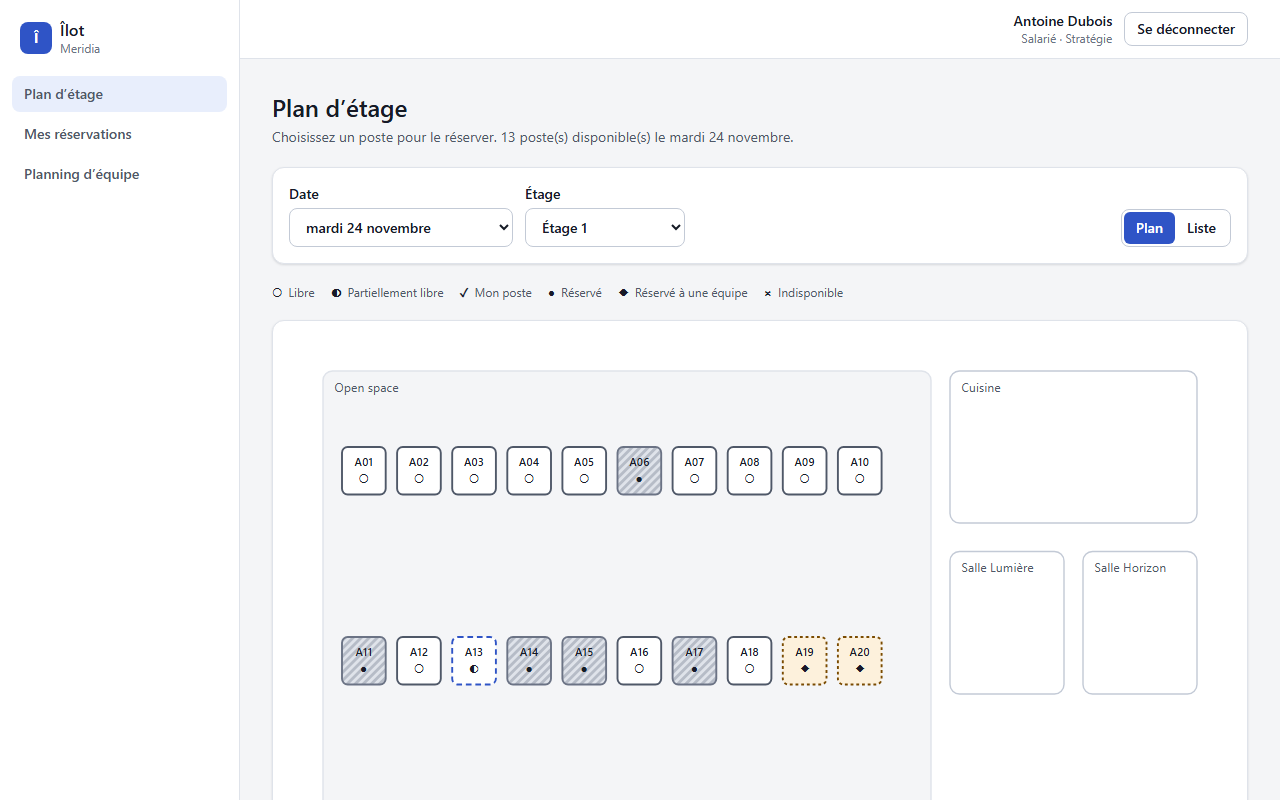 Î
Îlot
Meridia
Plan d’étage
Mes réservations
Planning d’équipe
Antoine Dubois
Salarié · Stratégie
Se déconnecter
Plan d’étage
Choisissez un poste pour le réserver. 13 poste(s) disponible(s) le mardi 24 novembre.
Date
Étage
mardi 24 novembre
Étage 1
Plan
Liste
Libre
Partiellement libre
Mon poste
Réservé
Réservé à une équipe
Indisponible
Open space
Cuisine
A01 A02 A03 A04 A05 A06 A07 A08 A09 A10
Salle Lumière
Salle Horizon
A11 A12 A13 A14 A15 A16 A17 A18 A19 A20